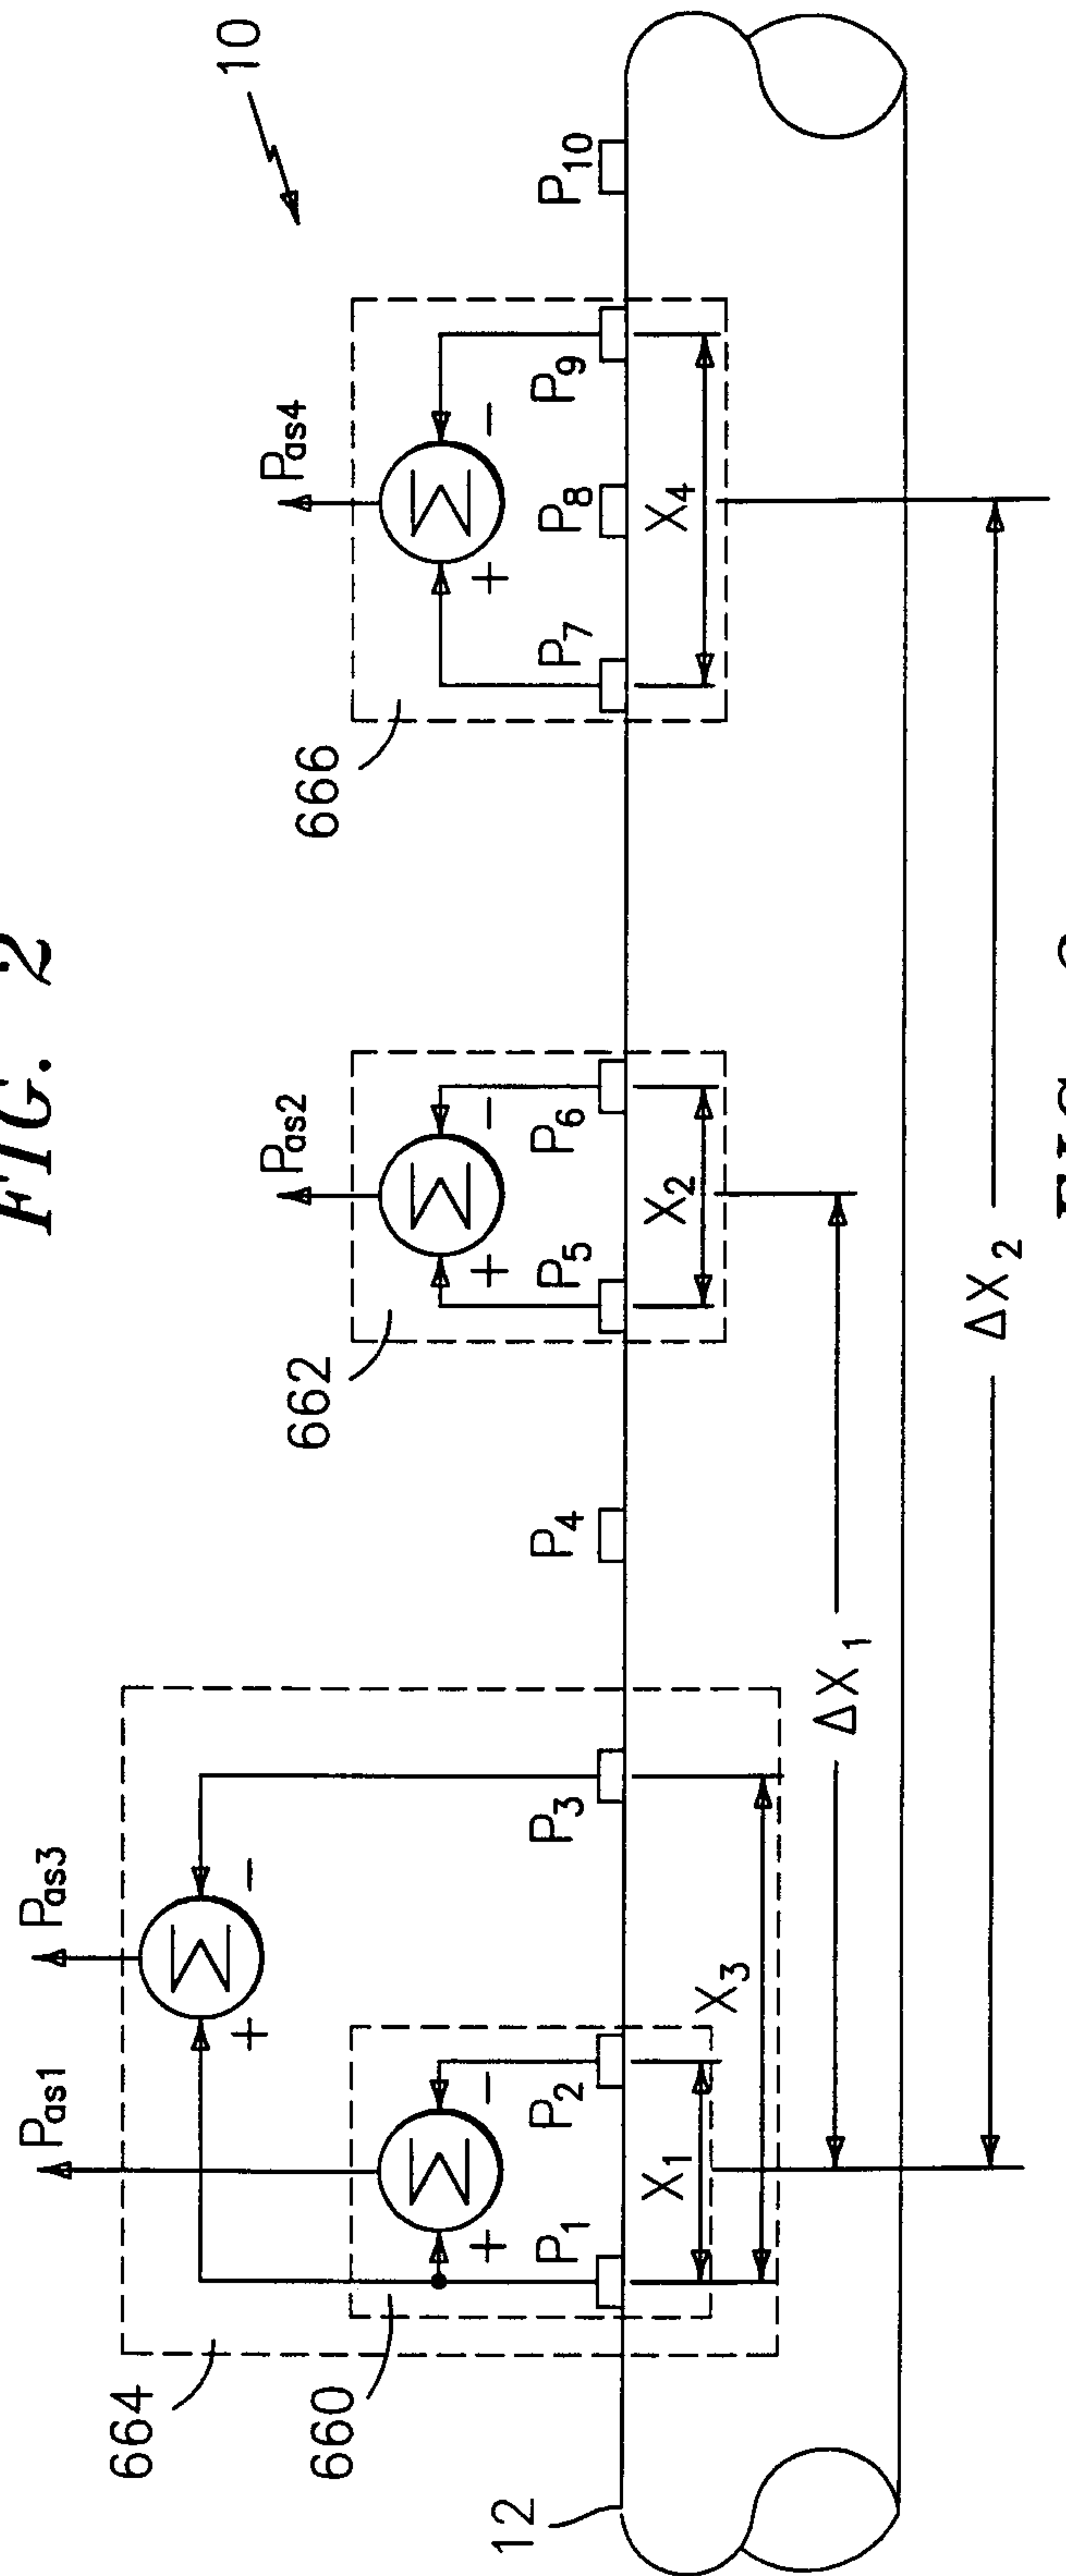 FIG. 2
10
Pas1
Pas3
Pas2
Pas4
664
660
662
666
Σ
Σ
Σ
Σ
+
-
+
-
+
-
+
-
12
P1
P2
P3
P4
P5
P6
P7
P8
P9
P10
X1
X3
X2
X4
ΔX1
ΔX2